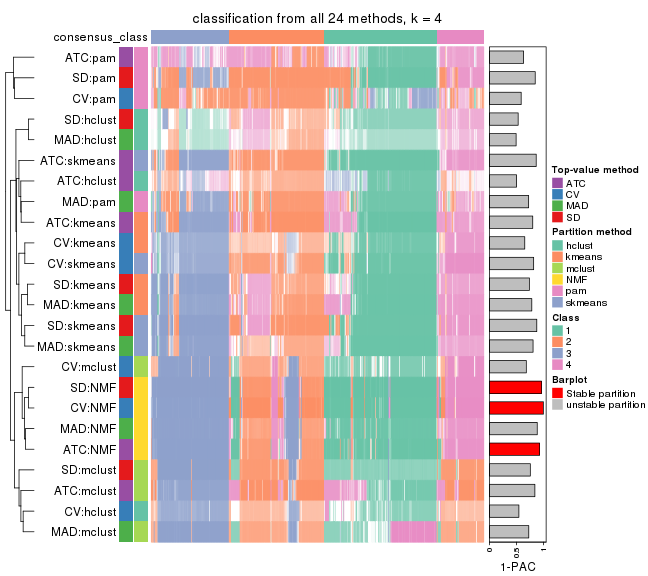 classification from all 24 methods, k = 4
consensus_class
ATC:pam
SD:pam
CV:pam
SD:hclust
MAD:hclust
ATC:skmeans
ATC:hclust
MAD:pam
ATC:kmeans
CV:kmeans
CV:skmeans
SD:kmeans
MAD:kmeans
SD:skmeans
MAD:skmeans
CV:mclust
SD:NMF
CV:NMF
MAD:NMF
ATC:NMF
SD:mclust
ATC:mclust
CV:hclust
MAD:mclust
0
0.5
1
1-PAC
Top-value method
ATC
CV
MAD
SD
Partition method
hclust
kmeans
mclust
NMF
pam
skmeans
Class
1
2
3
4
Barplot
Stable partition
unstable partition